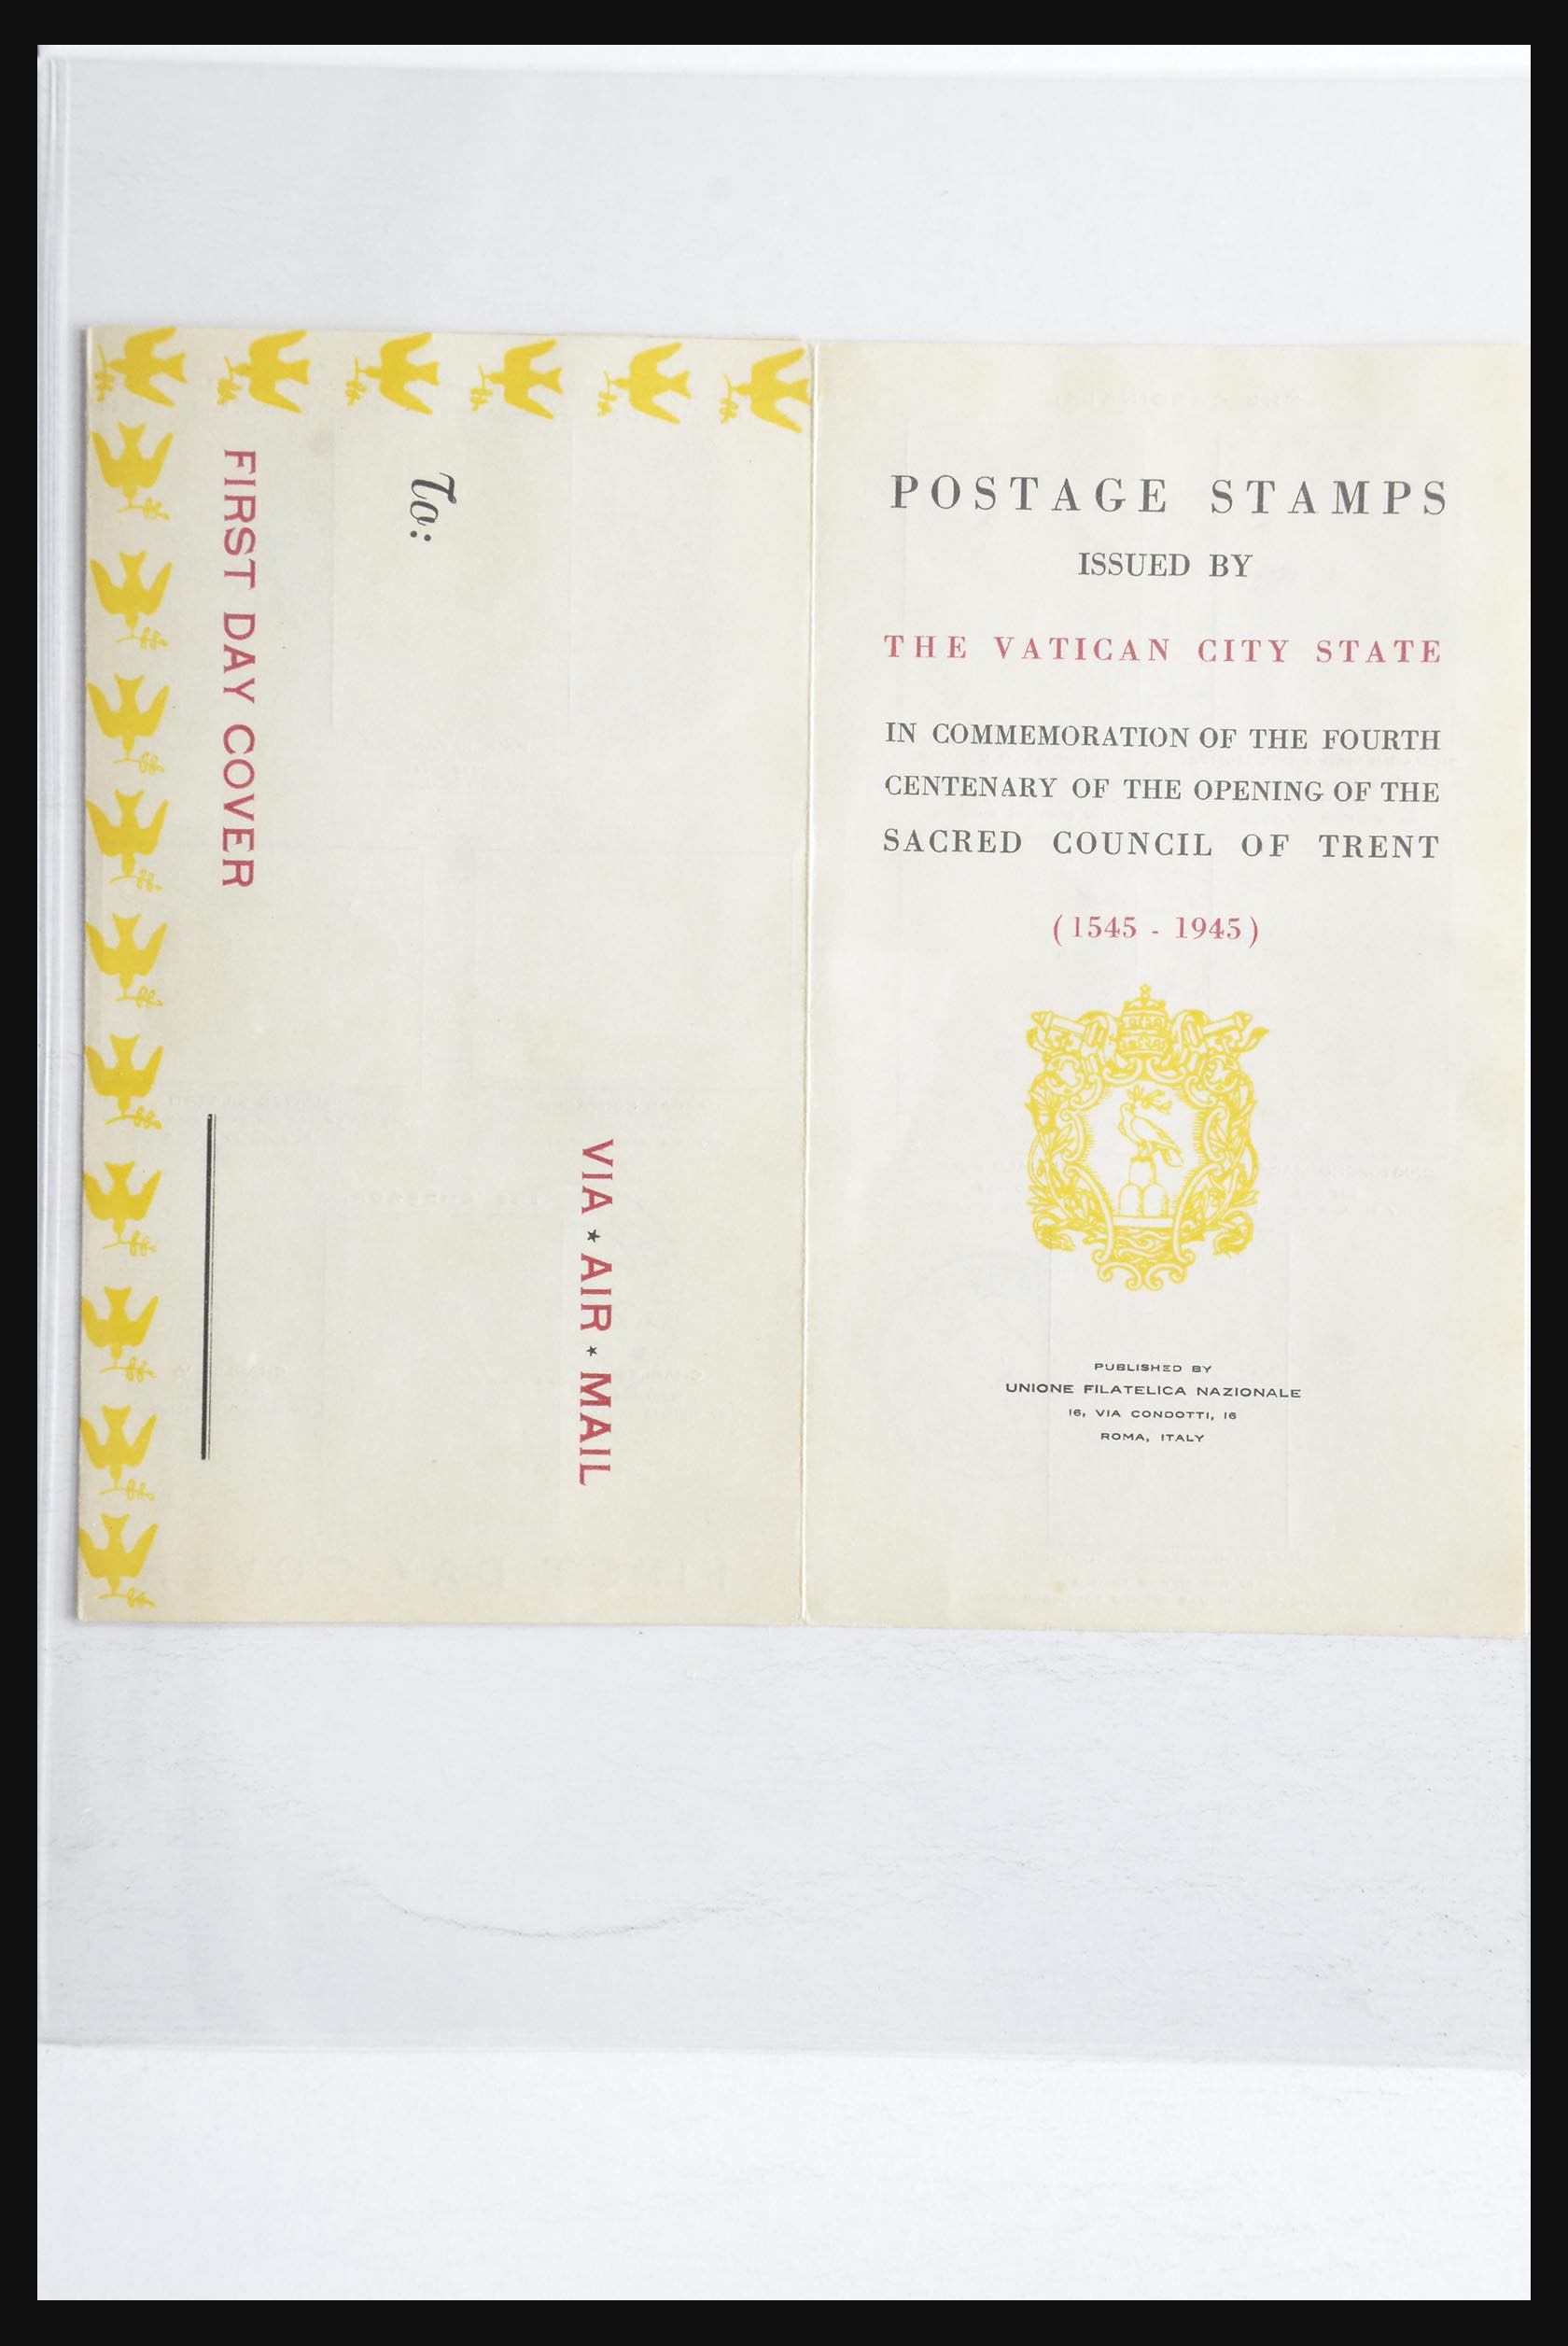 FIRST DAY COVER
To:
VIA * AIR * MAIL
POSTAGE STAMPS
ISSUED BY
THE VATICAN CITY STATE
IN COMMEMORATION OF THE FOURTH
CENTENARY OF THE OPENING OF THE
SACRED COUNCIL OF TRENT
(1545 - 1945)
PUBLISHED BY
UNIONE FILATELICA NAZIONALE
16, VIA CONDOTTI, 16
ROMA, ITALY